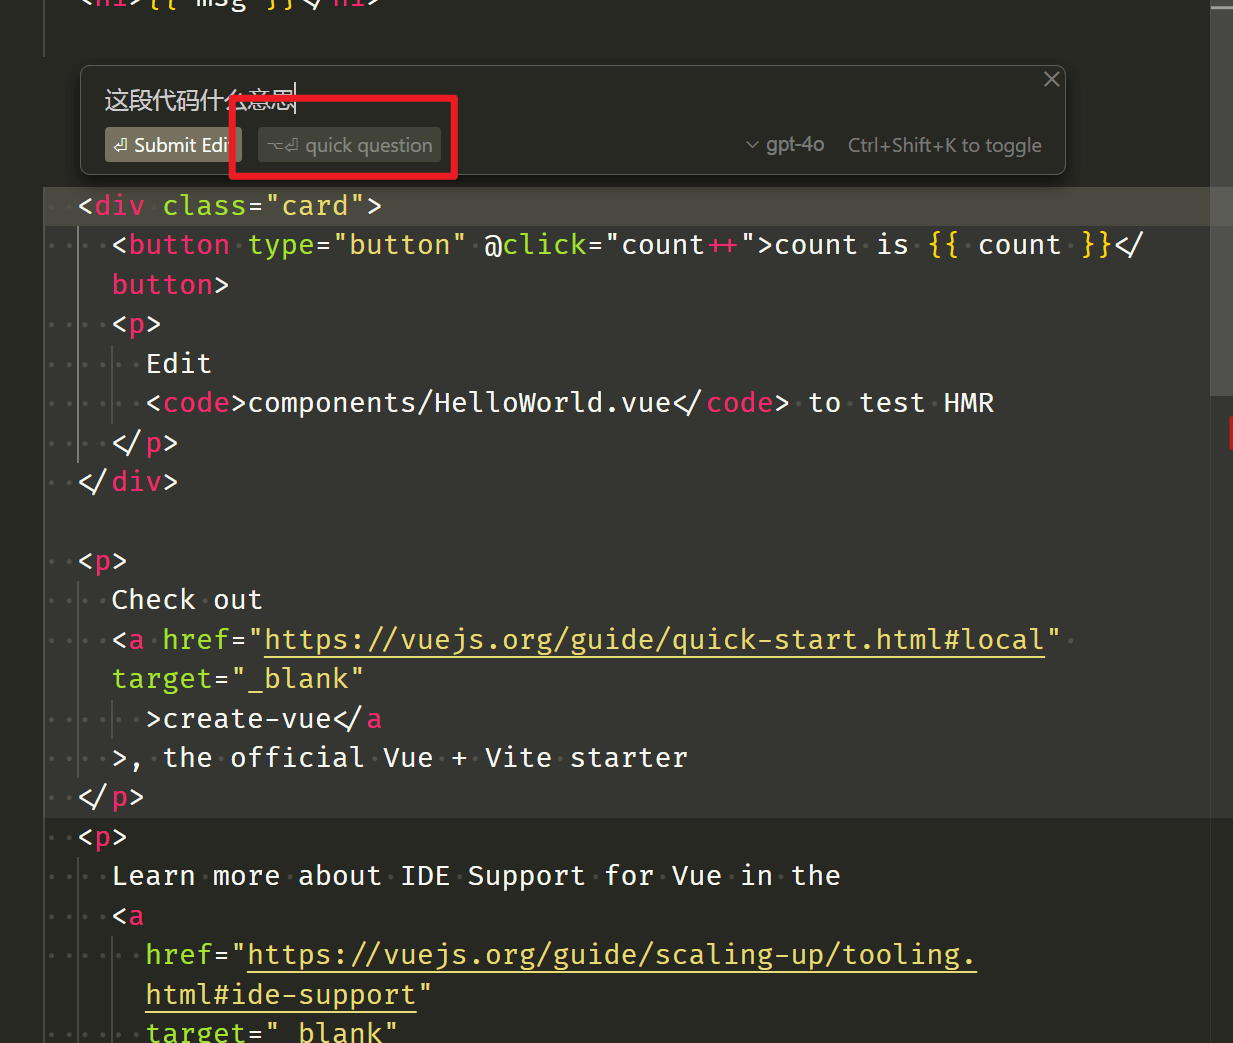 <h1>{{ msg }}</h1>
这段代码什么意思
⏎ Submit Edi
⌥⏎ quick question
gpt-4o
Ctrl+Shift+K to toggle
<div class="card">
<button type="button" @click="count++">count is {{ count }}</
button>
<p>
Edit
<code>components/HelloWorld.vue</code> to test HMR
</p>
</div>
<p>
Check out
<a href="https://vuejs.org/guide/quick-start.html#local"
target="_blank"
>create-vue</a
>, the official Vue + Vite starter
</p>
<p>
Learn more about IDE Support for Vue in the
<a
href="https://vuejs.org/guide/scaling-up/tooling.
html#ide-support"
target="_blank"